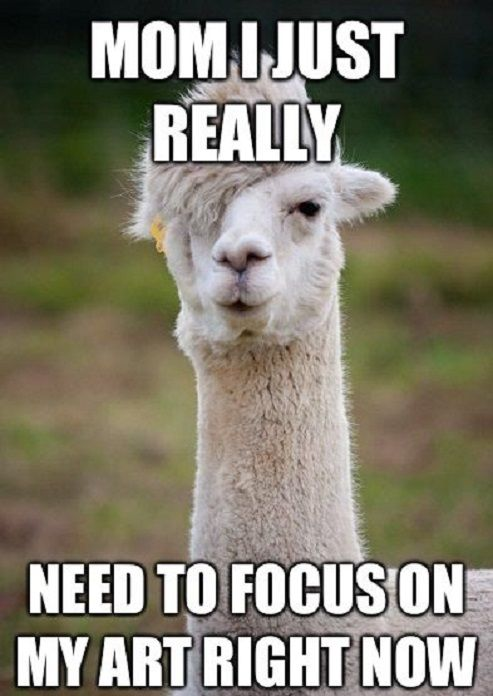 MOM I JUST
REALLY
NEED TO FOCUS ON
MY ART RIGHT NOW